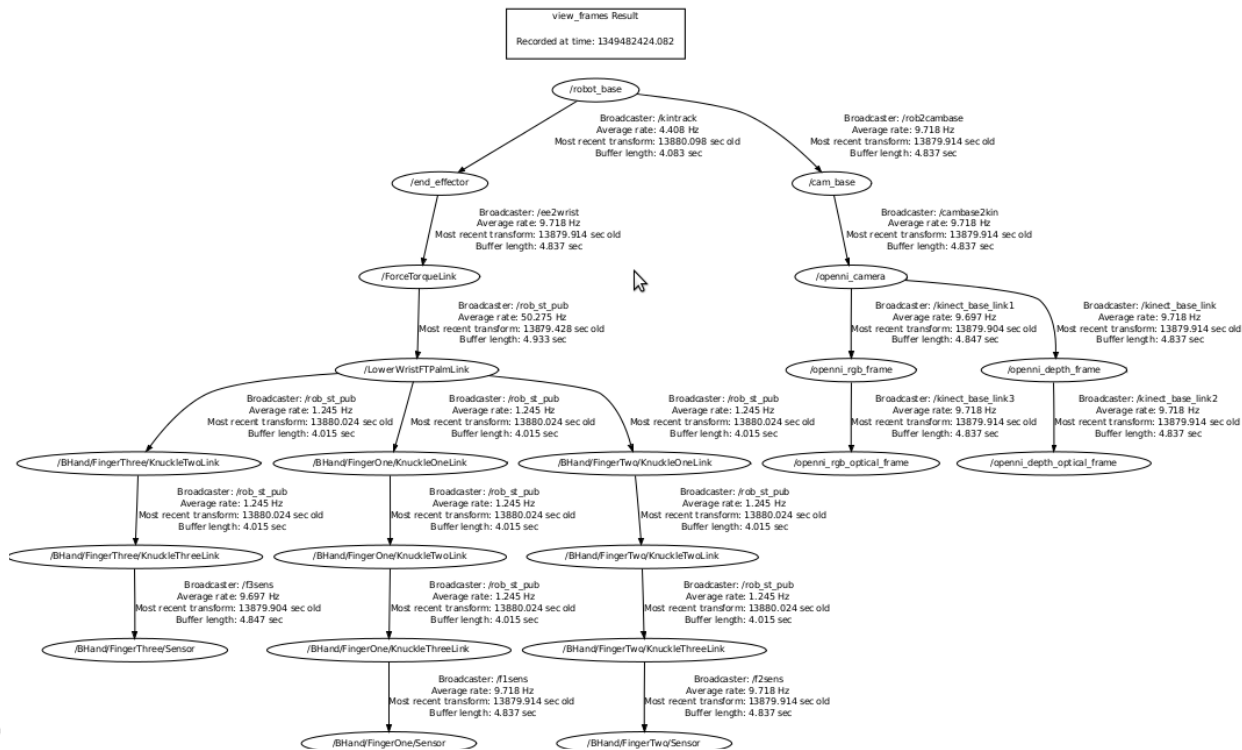 view_frames Result
Recorded at time: 1349482424.082
/robot_base
Broadcaster: /kintrack
Average rate: 4.408 Hz
Most recent transform: 13880.098 sec old
Buffer length: 4.083 sec
Broadcaster: /rob2cambase
Average rate: 9.718 Hz
Most recent transform: 13879.914 sec old
Buffer length: 4.837 sec
/end_effector
/cam_base
Broadcaster: /ee2wrist
Average rate: 9.718 Hz
Most recent transform: 13879.914 sec old
Buffer length: 4.837 sec
Broadcaster: /cambase2kin
Average rate: 9.718 Hz
Most recent transform: 13879.914 sec old
Buffer length: 4.837 sec
/ForceTorqueLink
/openni_camera
Broadcaster: /rob_st_pub
Average rate: 50.275 Hz
Most recent transform: 13879.428 sec old
Buffer length: 4.933 sec
Broadcaster: /kinect_base_link1
Average rate: 9.697 Hz
Most recent transform: 13879.904 sec old
Buffer length: 4.847 sec
Broadcaster: /kinect_base_link
Average rate: 9.718 Hz
Most recent transform: 13879.914 sec old
Buffer length: 4.837 sec
/LowerWristFTPalmLink
/openni_rgb_frame
/openni_depth_frame
Broadcaster: /rob_st_pub
Average rate: 1.245 Hz
Most recent transform: 13880.024 sec old
Buffer length: 4.015 sec
Broadcaster: /rob_st_pub
Average rate: 1.245 Hz
Most recent transform: 13880.024 sec old
Buffer length: 4.015 sec
Broadcaster: /rob_st_pub
Average rate: 1.245 Hz
Most recent transform: 13880.024 sec old
Buffer length: 4.015 sec
Broadcaster: /kinect_base_link3
Average rate: 9.718 Hz
Most recent transform: 13879.914 sec old
Buffer length: 4.837 sec
Broadcaster: /kinect_base_link2
Average rate: 9.718 Hz
Most recent transform: 13879.914 sec old
Buffer length: 4.837 sec
/BHand/FingerThree/KnuckleTwoLink
/BHand/FingerOne/KnuckleOneLink
/BHand/FingerTwo/KnuckleOneLink
/openni_rgb_optical_frame
/openni_depth_optical_frame
Broadcaster: /rob_st_pub
Average rate: 1.245 Hz
Most recent transform: 13880.024 sec old
Buffer length: 4.015 sec
Broadcaster: /rob_st_pub
Average rate: 1.245 Hz
Most recent transform: 13880.024 sec old
Buffer length: 4.015 sec
Broadcaster: /rob_st_pub
Average rate: 1.245 Hz
Most recent transform: 13880.024 sec old
Buffer length: 4.015 sec
/BHand/FingerThree/KnuckleThreeLink
/BHand/FingerOne/KnuckleTwoLink
/BHand/FingerTwo/KnuckleTwoLink
Broadcaster: /f3sens
Average rate: 9.697 Hz
Most recent transform: 13879.904 sec old
Buffer length: 4.847 sec
Broadcaster: /rob_st_pub
Average rate: 1.245 Hz
Most recent transform: 13880.024 sec old
Buffer length: 4.015 sec
Broadcaster: /rob_st_pub
Average rate: 1.245 Hz
Most recent transform: 13880.024 sec old
Buffer length: 4.015 sec
/BHand/FingerThree/Sensor
/BHand/FingerOne/KnuckleThreeLink
/BHand/FingerTwo/KnuckleThreeLink
Broadcaster: /f1sens
Average rate: 9.718 Hz
Most recent transform: 13879.914 sec old
Buffer length: 4.837 sec
Broadcaster: /f2sens
Average rate: 9.718 Hz
Most recent transform: 13879.914 sec old
Buffer length: 4.837 sec
/BHand/FingerOne/Sensor
/BHand/FingerTwo/Sensor